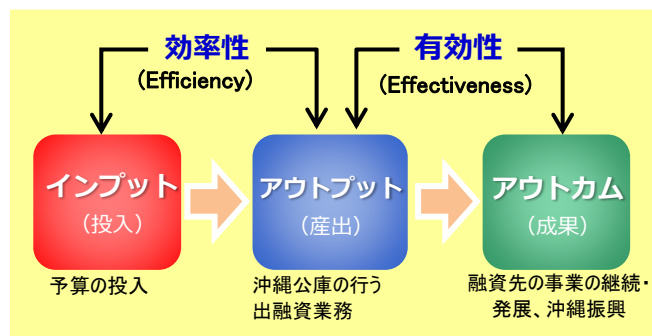 効率性
(Efficiency)
有効性
(Effectiveness)
インプット
(投入)
アウトプット
(産出)
アウトカム
(成果)
予算の投入
沖縄公庫の行う
出融資業務
融資先の事業の継続・
発展、沖縄振興